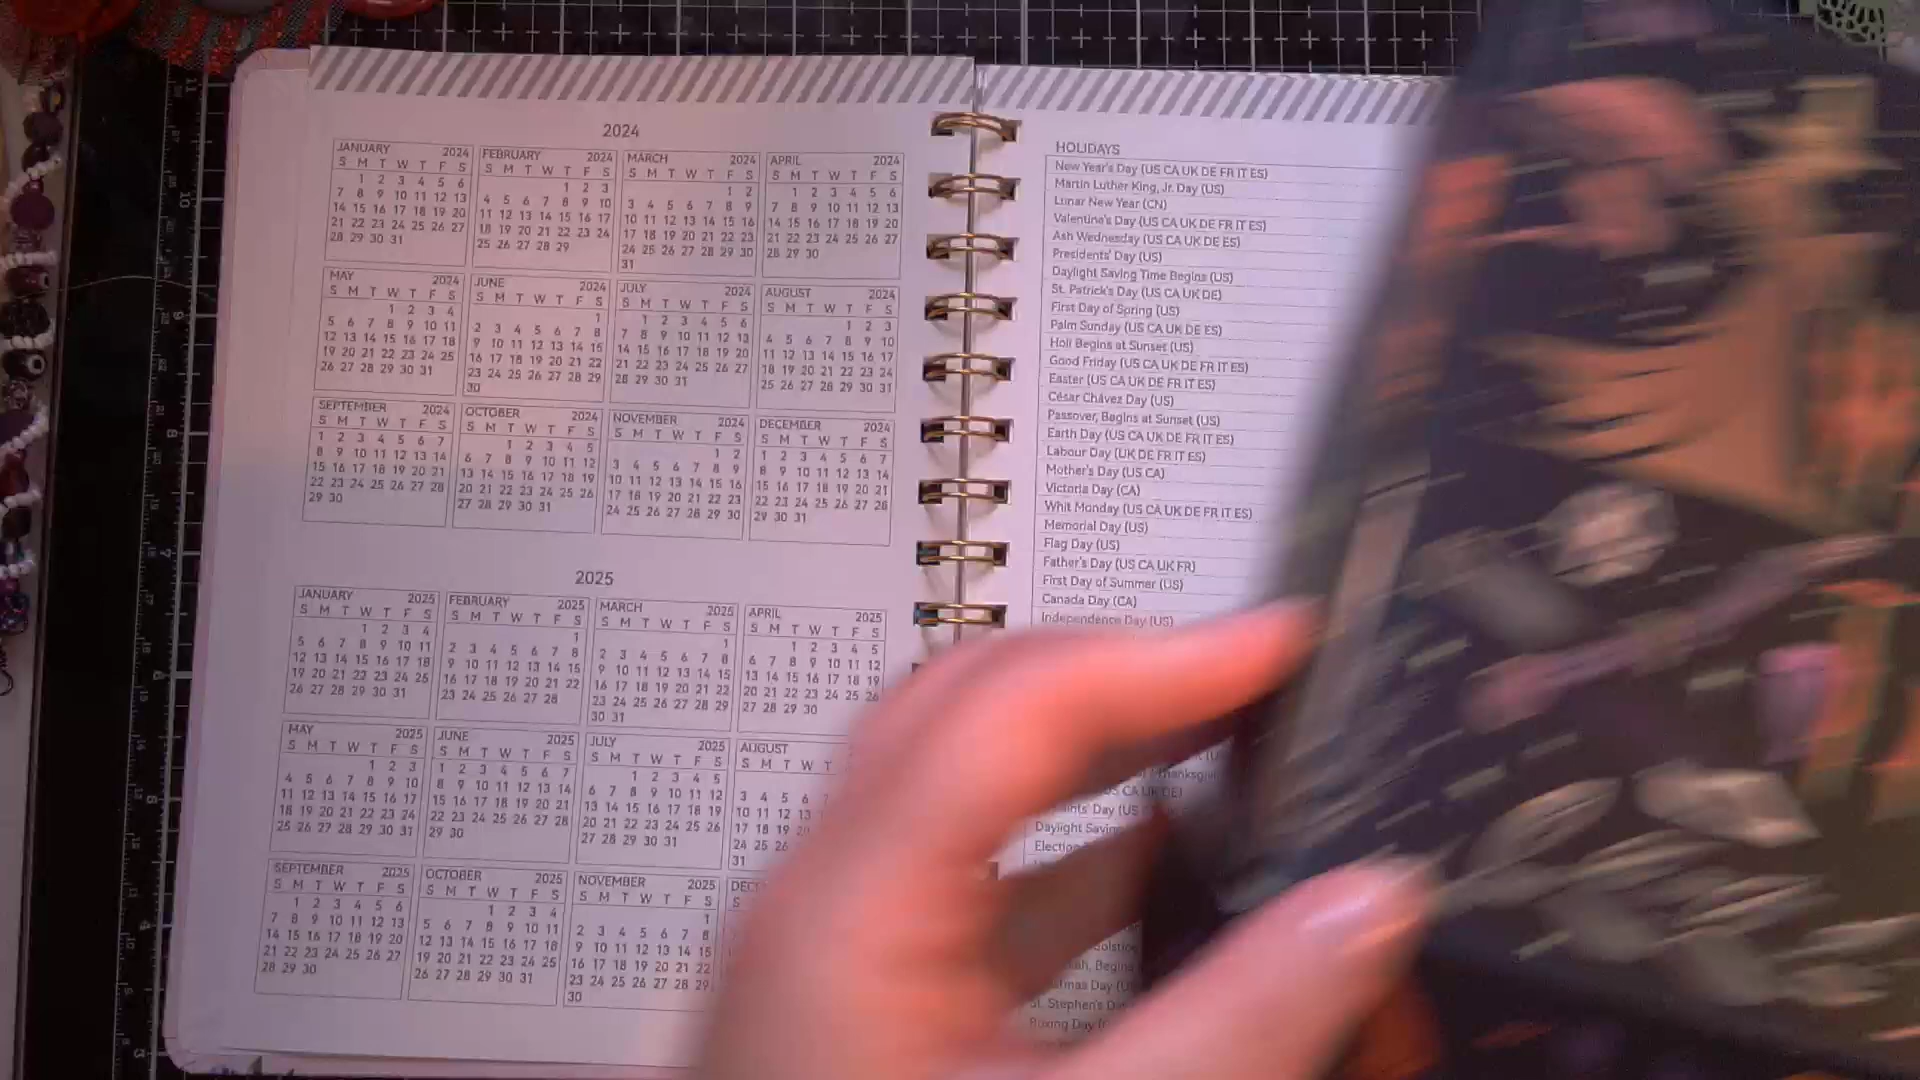 2024
JANUARY 2024
S M T W T F S
1 2 3 4 5 6
7 8 9 10 11 12 13
14 15 16 17 18 19 20
21 22 23 24 25 26 27
28 29 30 31
FEBRUARY 2024
S M T W T F S
1 2 3
4 5 6 7 8 9 10
11 12 13 14 15 16 17
18 19 20 21 22 23 24
25 26 27 28 29
MARCH 2024
S M T W T F S
1 2
3 4 5 6 7 8 9
10 11 12 13 14 15 16
17 18 19 20 21 22 23
24 25 26 27 28 29 30
31
APRIL 2024
S M T W T F S
1 2 3 4 5 6
7 8 9 10 11 12 13
14 15 16 17 18 19 20
21 22 23 24 25 26 27
28 29 30
MAY 2024
S M T W T F S
1 2 3 4
5 6 7 8 9 10 11
12 13 14 15 16 17 18
19 20 21 22 23 24 25
26 27 28 29 30 31
JUNE 2024
S M T W T F S
1
2 3 4 5 6 7 8
9 10 11 12 13 14 15
16 17 18 19 20 21 22
23 24 25 26 27 28 29
30
JULY 2024
S M T W T F S
1 2 3 4 5 6
7 8 9 10 11 12 13
14 15 16 17 18 19 20
21 22 23 24 25 26 27
28 29 30 31
AUGUST 2024
S M T W T F S
1 2 3
4 5 6 7 8 9 10
11 12 13 14 15 16 17
18 19 20 21 22 23 24
25 26 27 28 29 30 31
SEPTEMBER 2024
S M T W T F S
1 2 3 4 5 6 7
8 9 10 11 12 13 14
15 16 17 18 19 20 21
22 23 24 25 26 27 28
29 30
OCTOBER 2024
S M T W T F S
1 2 3 4 5
6 7 8 9 10 11 12
13 14 15 16 17 18 19
20 21 22 23 24 25 26
27 28 29 30 31
NOVEMBER 2024
S M T W T F S
1 2
3 4 5 6 7 8 9
10 11 12 13 14 15 16
17 18 19 20 21 22 23
24 25 26 27 28 29 30
DECEMBER 2024
S M T W T F S
1 2 3 4 5 6 7
8 9 10 11 12 13 14
15 16 17 18 19 20 21
22 23 24 25 26 27 28
29 30 31
2025
JANUARY 2025
S M T W T F S
1 2 3 4
5 6 7 8 9 10 11
12 13 14 15 16 17 18
19 20 21 22 23 24 25
26 27 28 29 30 31
FEBRUARY 2025
S M T W T F S
1
2 3 4 5 6 7 8
9 10 11 12 13 14 15
16 17 18 19 20 21 22
23 24 25 26 27 28
MARCH 2025
S M T W T F S
1
2 3 4 5 6 7 8
9 10 11 12 13 14 15
16 17 18 19 20 21 22
23 24 25 26 27 28 29
30 31
APRIL 2025
S M T W T F S
1 2 3 4 5
6 7 8 9 10 11 12
13 14 15 16 17 18 19
20 21 22 23 24 25 26
27 28 29 30
MAY 2025
S M T W T F S
1 2 3
4 5 6 7 8 9 10
11 12 13 14 15 16 17
18 19 20 21 22 23 24
25 26 27 28 29 30 31
JUNE 2025
S M T W T F S
1 2 3 4 5 6 7
8 9 10 11 12 13 14
15 16 17 18 19 20 21
22 23 24 25 26 27 28
29 30
JULY 2025
S M T W T F S
1 2 3 4 5
6 7 8 9 10 11 12
13 14 15 16 17 18 19
20 21 22 23 24 25 26
27 28 29 30 31
AUGUST
S M T W T
3 4 5 6
10 11 12 13
17 18 19
24 25 26
31
SEPTEMBER 2025
S M T W T F S
1 2 3 4 5 6
7 8 9 10 11 12 13
14 15 16 17 18 19 20
21 22 23 24 25 26 27
28 29 30
OCTOBER 2025
S M T W T F S
1 2 3 4
5 6 7 8 9 10 11
12 13 14 15 16 17 18
19 20 21 22 23 24 25
26 27 28 29 30 31
NOVEMBER 2025
S M T W T F S
1
2 3 4 5 6 7 8
9 10 11 12 13 14 15
16 17 18 19 20 21 22
23 24 25 26 27 28 29
30
S
HOLIDAYS
New Year's Day (US CA UK DE FR IT ES)
Martin Luther King, Jr. Day (US)
Lunar New Year (CN)
Valentine's Day (US CA UK DE FR IT ES)
Ash Wednesday (US CA UK DE ES)
Presidents' Day (US)
Daylight Saving Time Begins (US)
St. Patrick's Day (US CA UK DE)
First Day of Spring (US)
Palm Sunday (US CA UK DE ES)
Holi Begins at Sunset (US)
Good Friday (US CA UK DE FR IT ES)
Easter (US CA UK DE FR IT ES)
César Chávez Day (US)
Passover, Begins at Sunset (US)
Earth Day (US CA UK DE FR IT ES)
Labour Day (UK DE FR IT ES)
Mother's Day (US CA)
Victoria Day (CA)
Whit Monday (US CA UK DE FR IT ES)
Memorial Day (US)
Flag Day (US)
Father's Day (US CA UK FR)
First Day of Summer (US)
Canada Day (CA)
Independence Day (US)
CA UK DE)
Day (US
Daylight Saving
Election
Begins
Day (U
St. Stephen's
Boxing Day